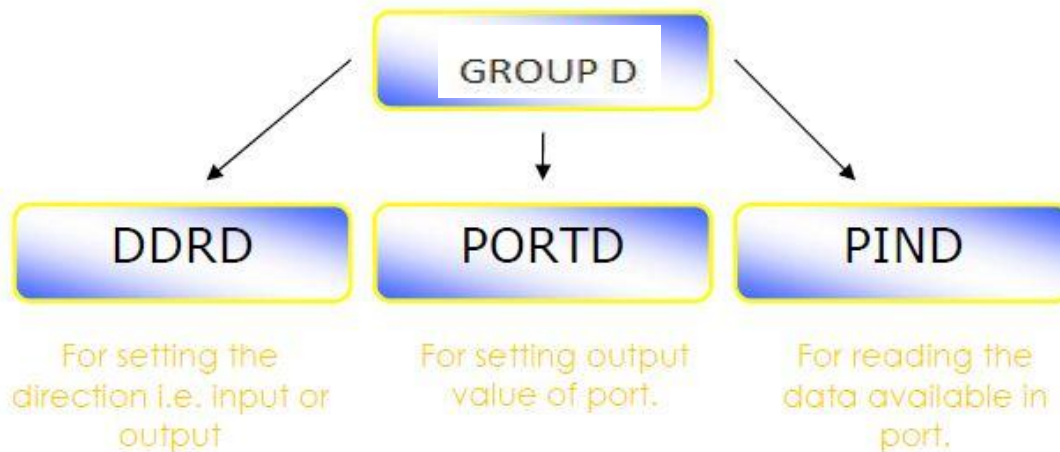 GROUP D
DDRD
PORTD
PIND
For setting the
direction i.e. input or
output
For setting output
value of port.
For reading the
data available in
port.